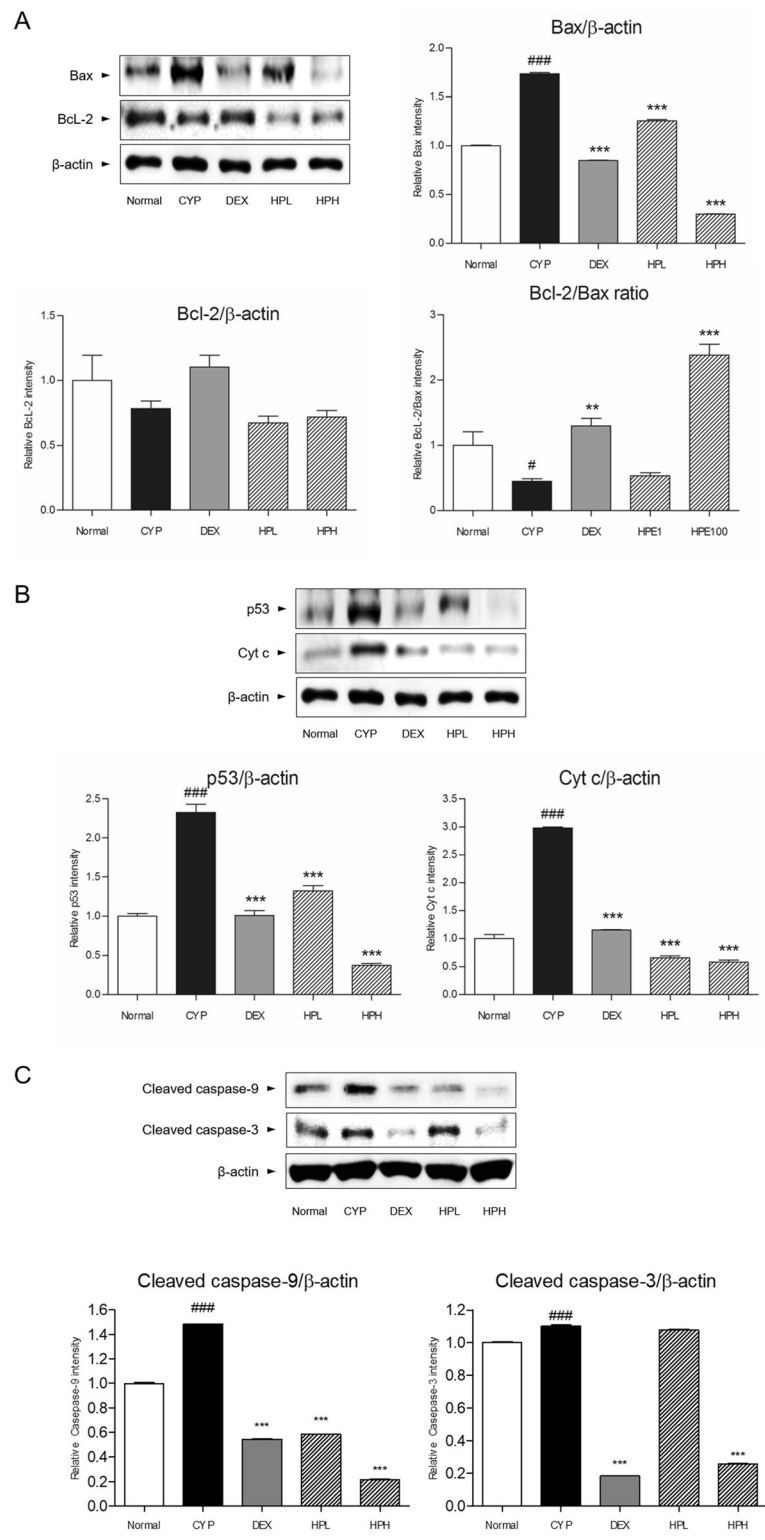 A
Bax
BcL-2
β-actin
Normal CYP DEX HPL HPH
Bax/β-actin
Relative Bax intensity
2.0
1.5
1.0
0.5
0.0
###
***
***
***
Normal CYP DEX HPL HPH
Bcl-2/β-actin
Relative BcL-2 intensity
1.5
1.0
0.5
0.0
Normal CYP DEX HPL HPH
Bcl-2/Bax ratio
Relative BcL-2/Bax intensity
3
2
1
0
#
**
***
Normal CYP DEX HPE1 HPE100
B
p53
Cyt c
β-actin
Normal CYP DEX HPL HPH
p53/β-actin
Relative p53 intensity
2.5
2.0
1.5
1.0
0.5
0.0
###
***
***
***
Normal CYP DEX HPL HPH
Cyt c/β-actin
Relative Cyt c intensity
3.5
3.0
2.5
2.0
1.5
1.0
0.5
0.0
###
***
***
***
Normal CYP DEX HPL HPH
C
Cleaved caspase-9
Cleaved caspase-3
β-actin
Normal CYP DEX HPL HPH
Cleaved caspase-9/β-actin
Relative Casepase-9 intensity
1.6
1.4
1.2
1.0
0.8
0.6
0.4
0.2
0.0
###
***
***
***
Normal CYP DEX HPL HPH
Cleaved caspase-3/β-actin
Relative Casepase-3 intensity
1.2
1.0
0.8
0.6
0.4
0.2
0.0
###
***
***
Normal CYP DEX HPL HPH